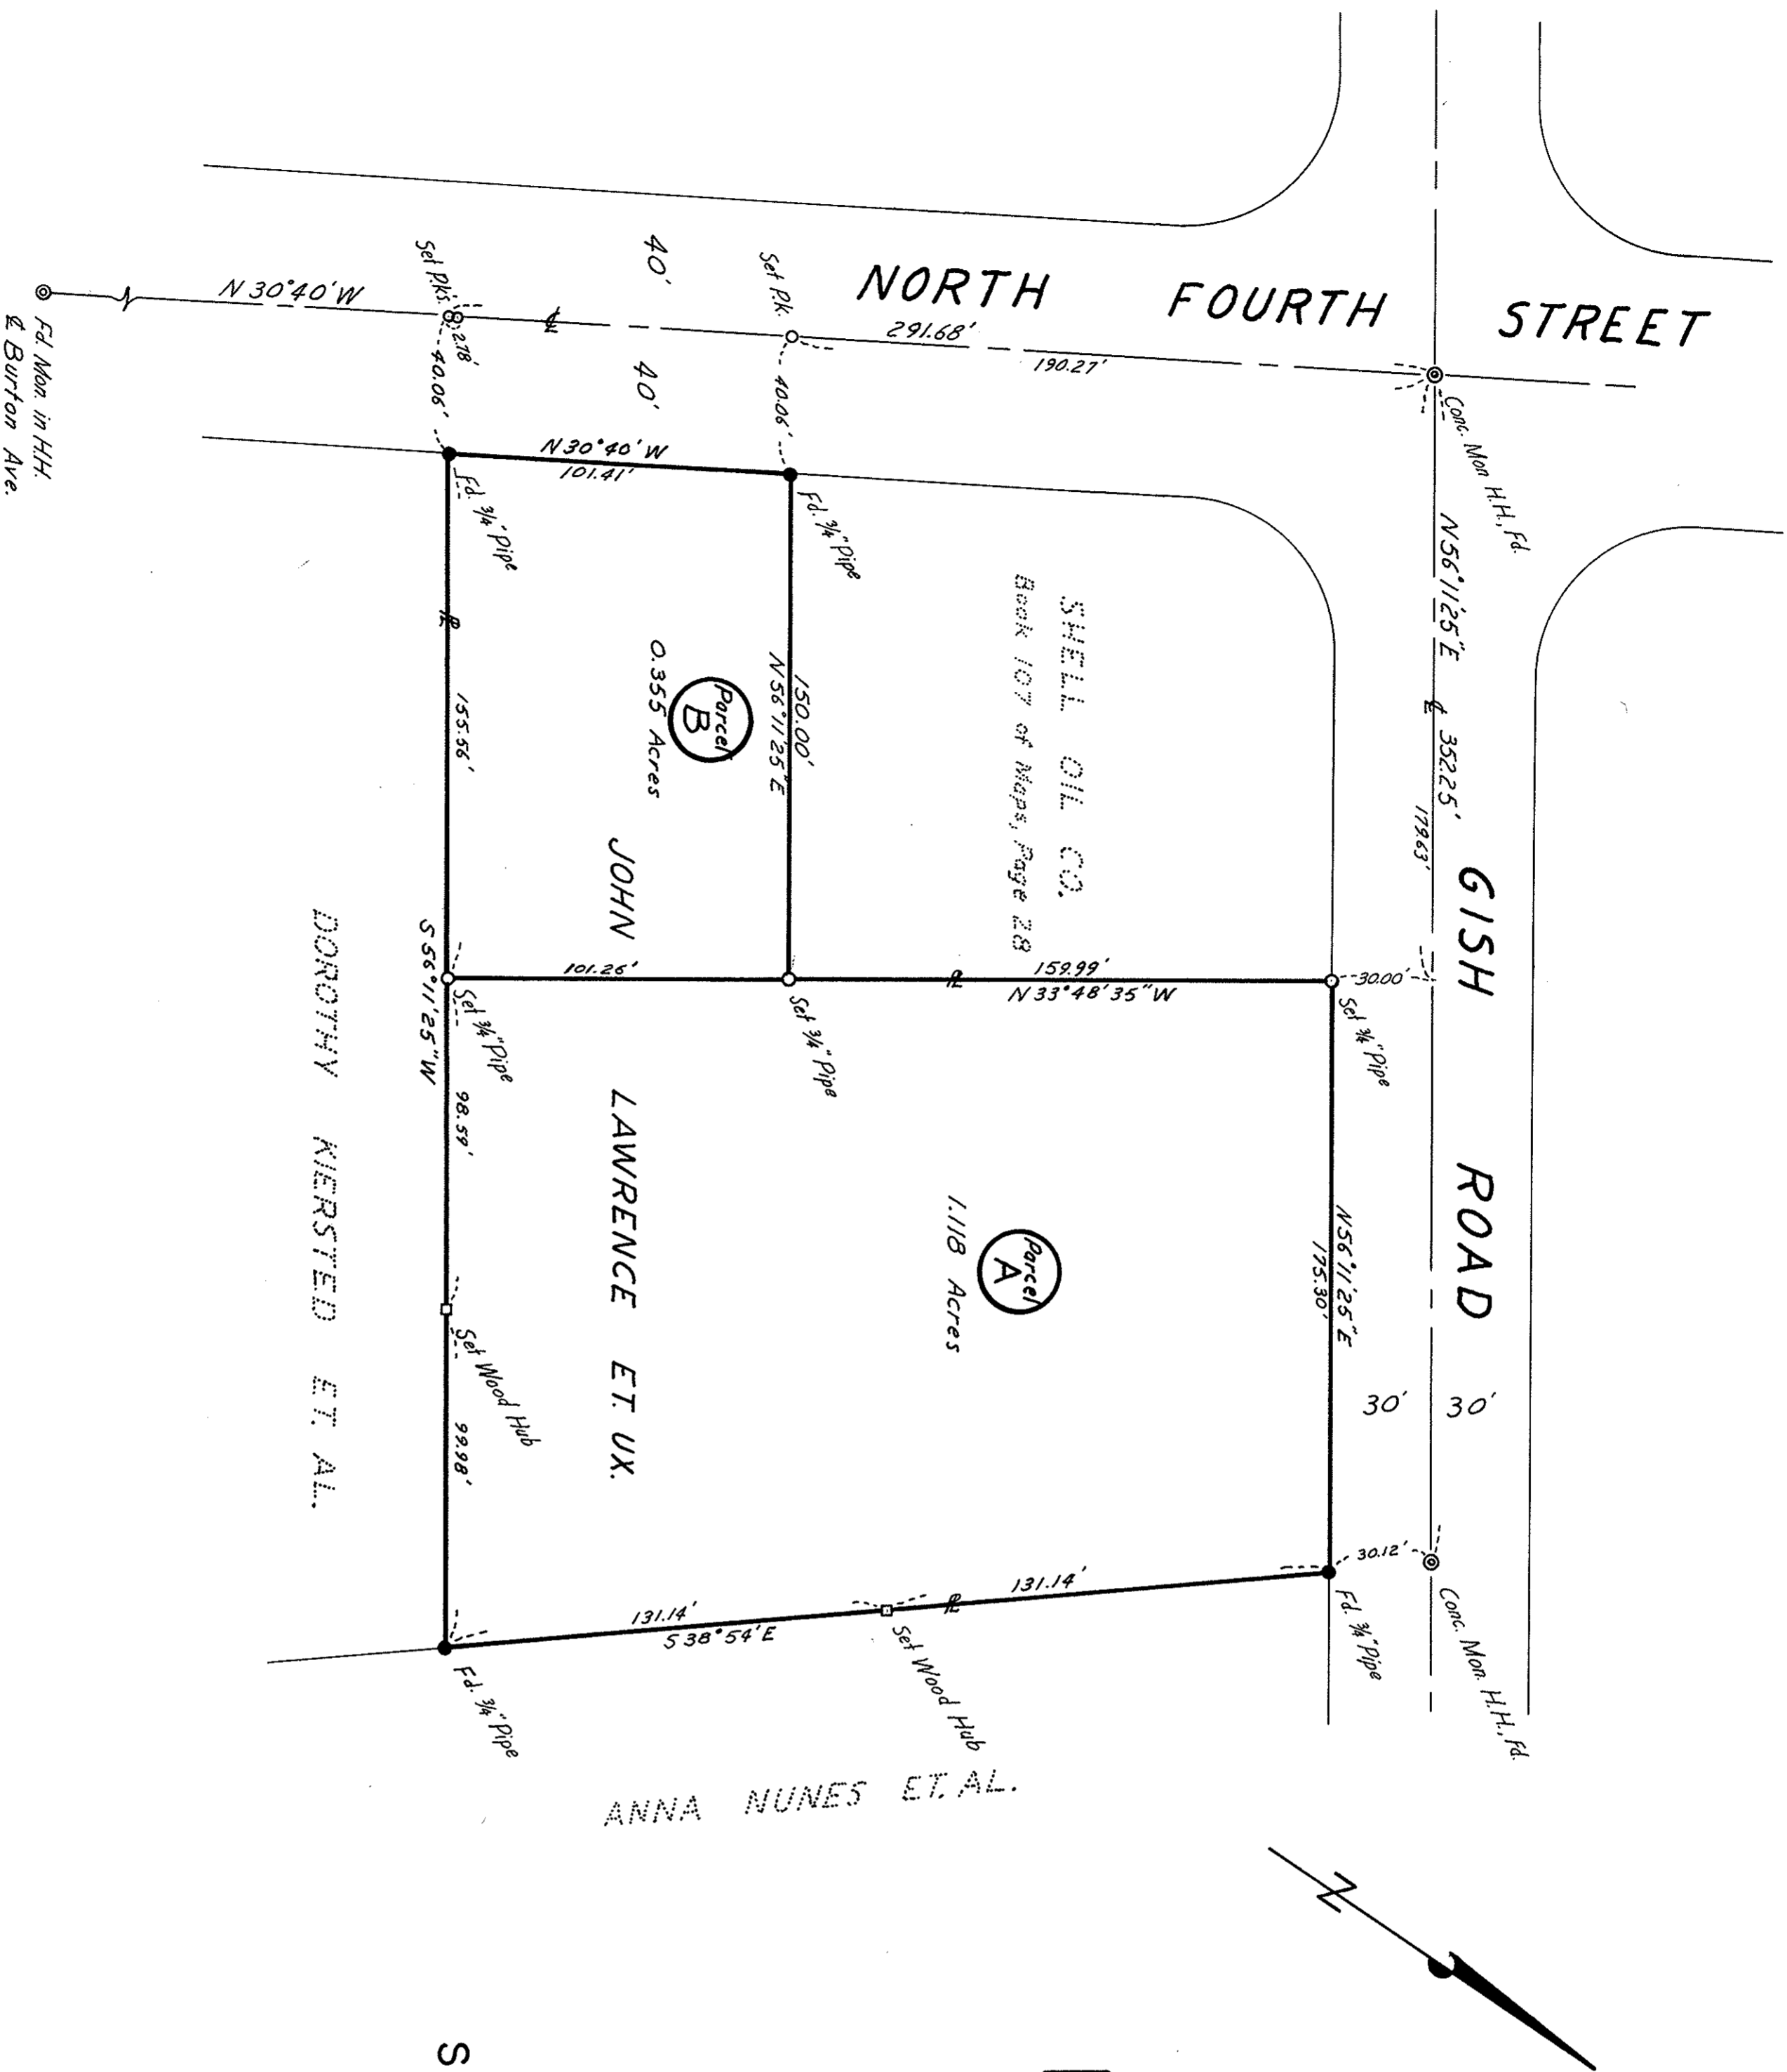 NORTH FOURTH STREET
GISH ROAD
N 30°40' W
Fd. Mon. in H.H.
℄ Burton Ave.
Set P.ks.
2.78'
40.06'
40'
40'
℄
Set P.k.
40.06'
291.68'
190.27'
Conc. Mon. H.H., Fd.
N56°11'25"E ℄ 352.25'
179.63'
N 30°40' W
101.41'
Fd. 3/4" Pipe
Fd. 3/4" Pipe
SHELL OIL CO.
Book 107 of Maps, Page 28
150.00'
N56°11'25"E
Parcel
B
0.355 Acres
℄
155.56'
JOHN LAWRENCE ET. UX.
101.26'
159.99'
N 33°48'35"W
30.00'
Set 3/4" Pipe
Set 3/4" Pipe
Set 3/4" Pipe
S 56°11'25"W
98.59'
Set Wood Hub
99.98'
DOROTHY KIERSTED ET. AL.
Parcel
A
1.118 Acres
N56°11'25"E
175.30'
30'
30'
30.12'
Conc. Mon. H.H., Fd.
Fd. 3/4" Pipe
131.14'
131.14'
S 38°54' E
Set Wood Hub
Fd. 3/4" Pipe
ANNA NUNES ET. AL.
N
S